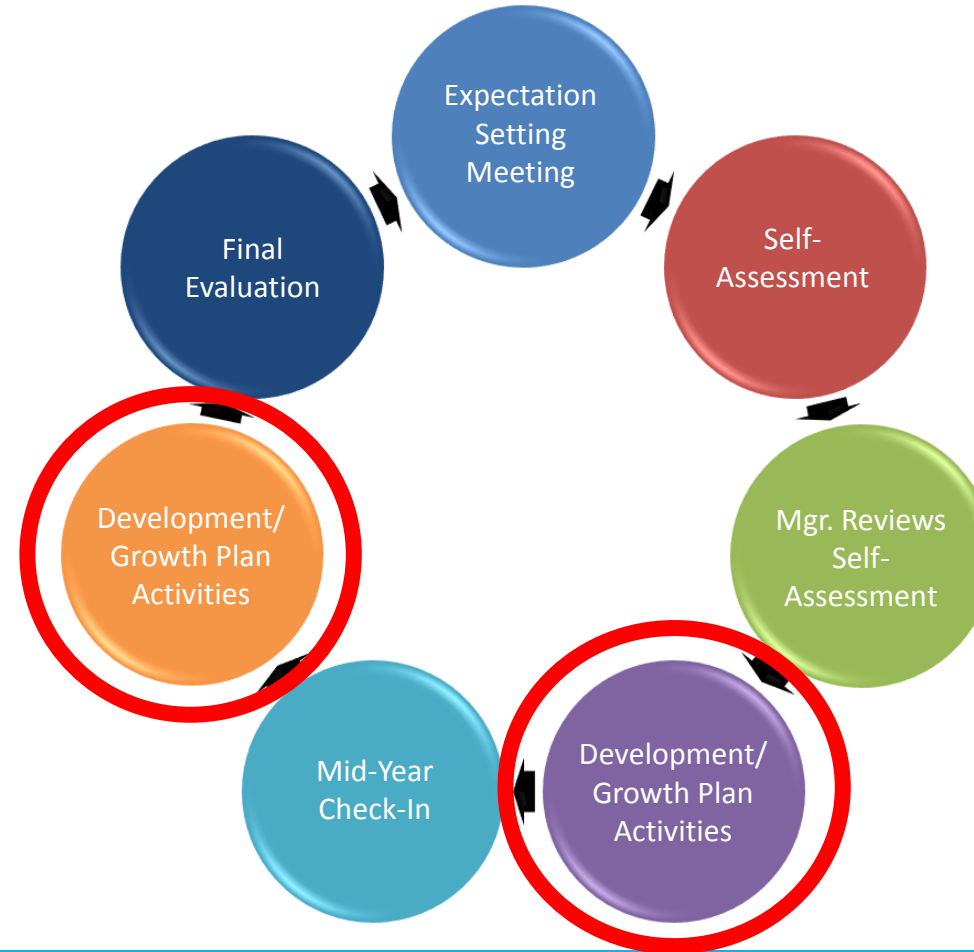 Expectation
Setting
Meeting
Self-
Assessment
Mgr. Reviews
Self-
Assessment
Development/
Growth Plan
Activities
Mid-Year
Check-In
Development/
Growth Plan
Activities
Final
Evaluation